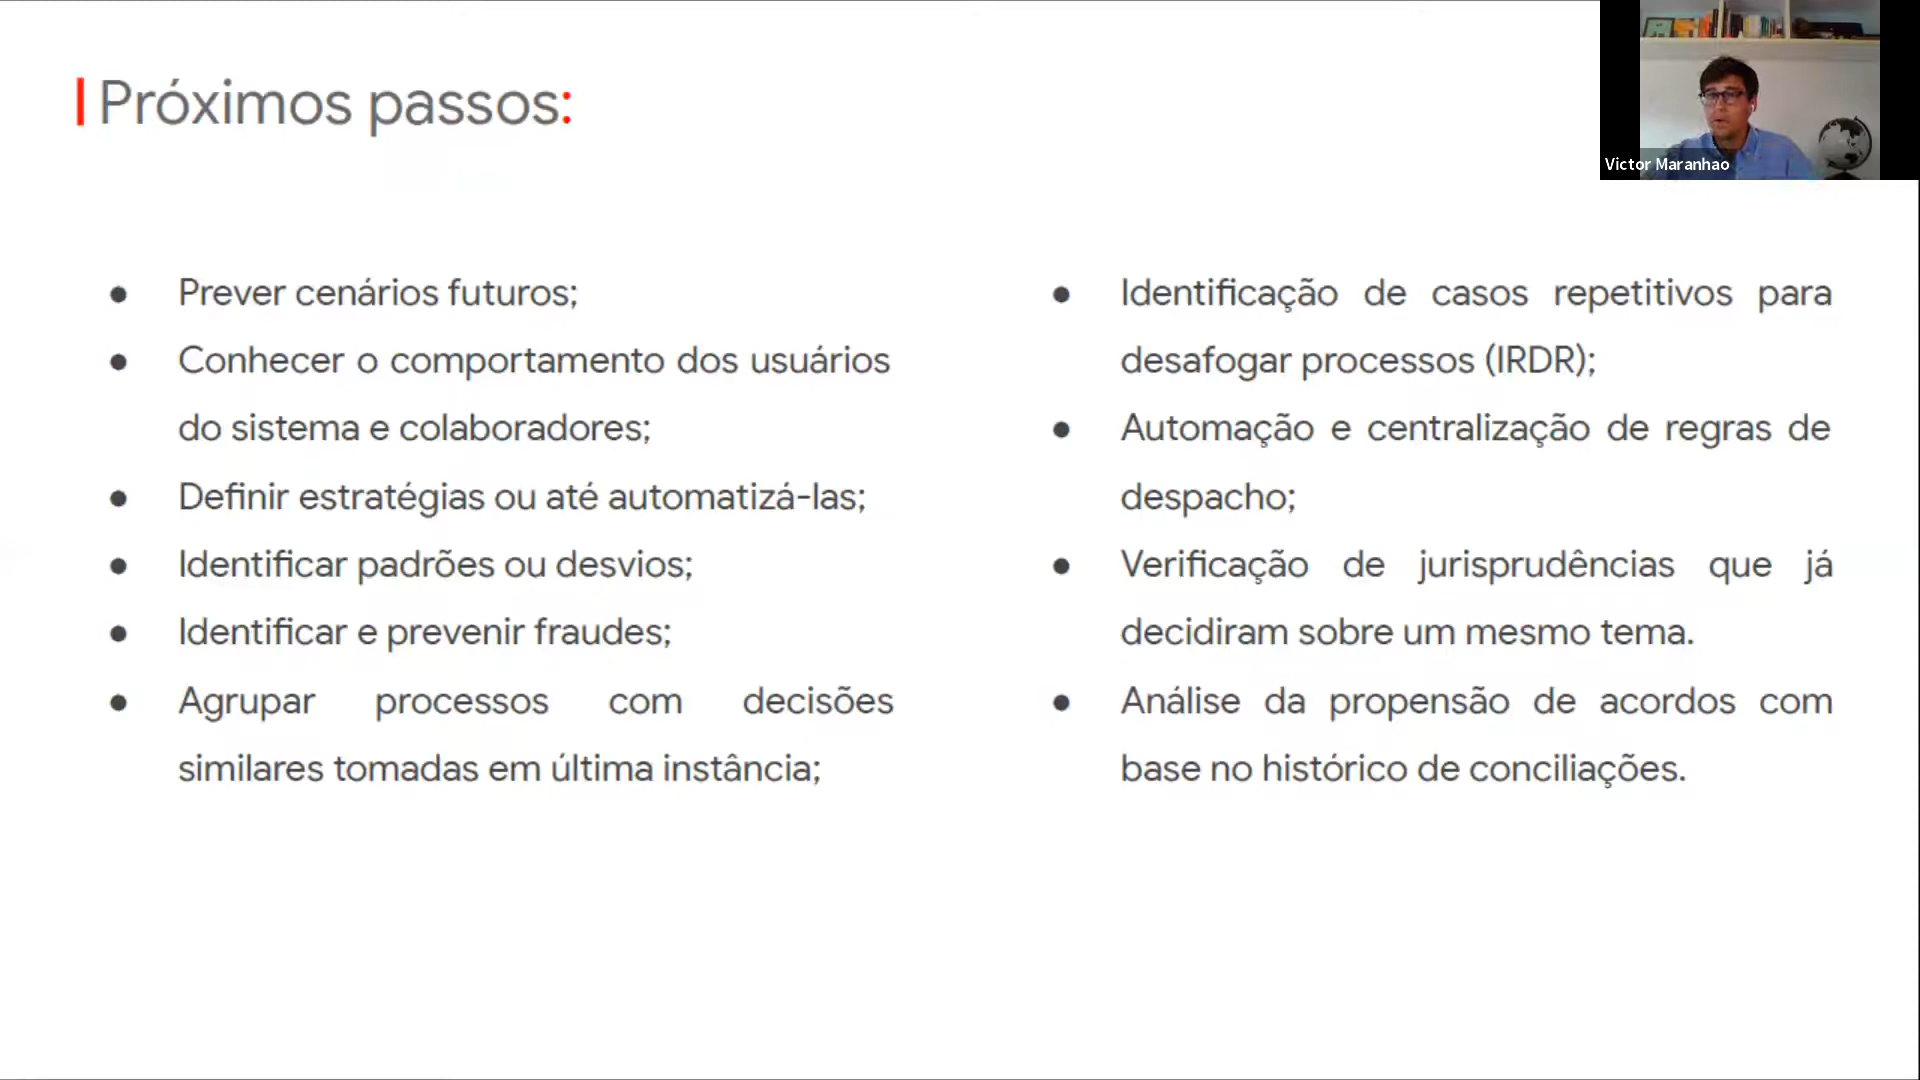 Próximos passos:
Victor Maranhao
● Prever cenários futuros;
● Conhecer o comportamento dos usuários
do sistema e colaboradores;
● Definir estratégias ou até automatizá-las;
● Identificar padrões ou desvios;
● Identificar e prevenir fraudes;
● Agrupar processos com decisões
similares tomadas em última instância;
● Identificação de casos repetitivos para
desafogar processos (IRDR);
● Automação e centralização de regras de
despacho;
● Verificação de jurisprudências que já
decidiram sobre um mesmo tema.
● Análise da propensão de acordos com
base no histórico de conciliações.